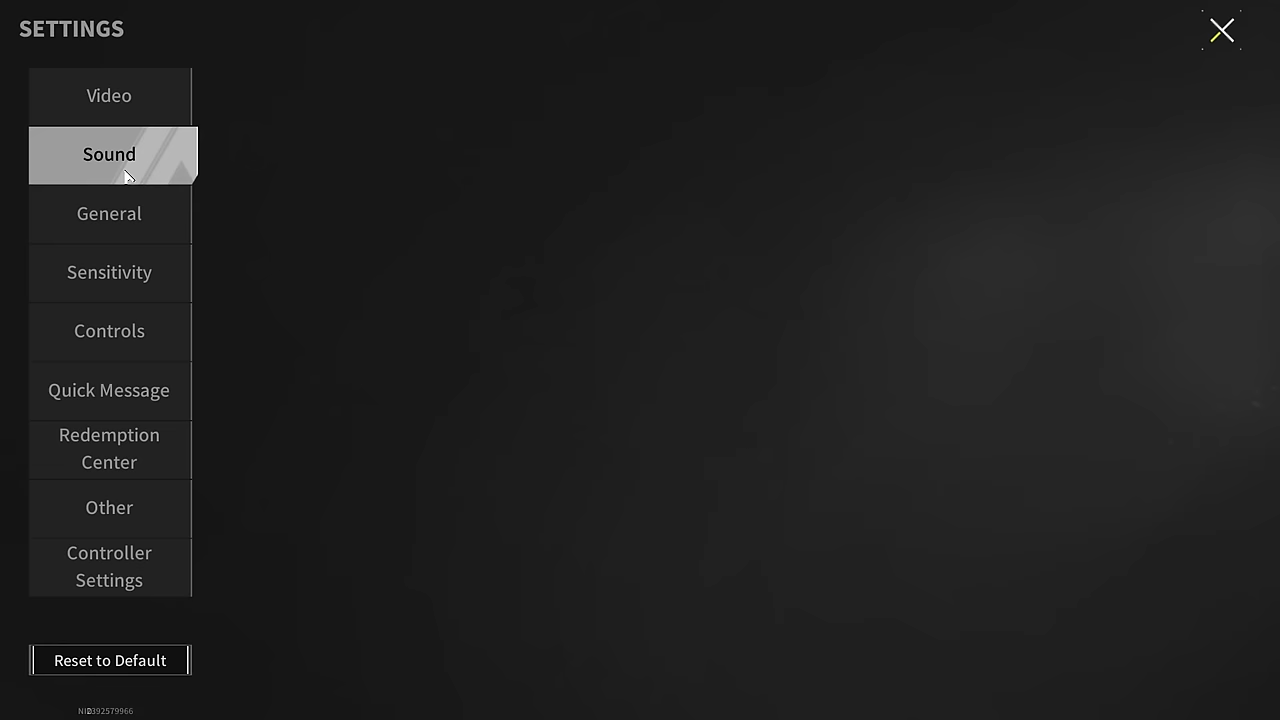 SETTINGS
Video
Sound
General
Sensitivity
Controls
Quick Message
Redemption
Center
Other
Controller
Settings
Reset to Default